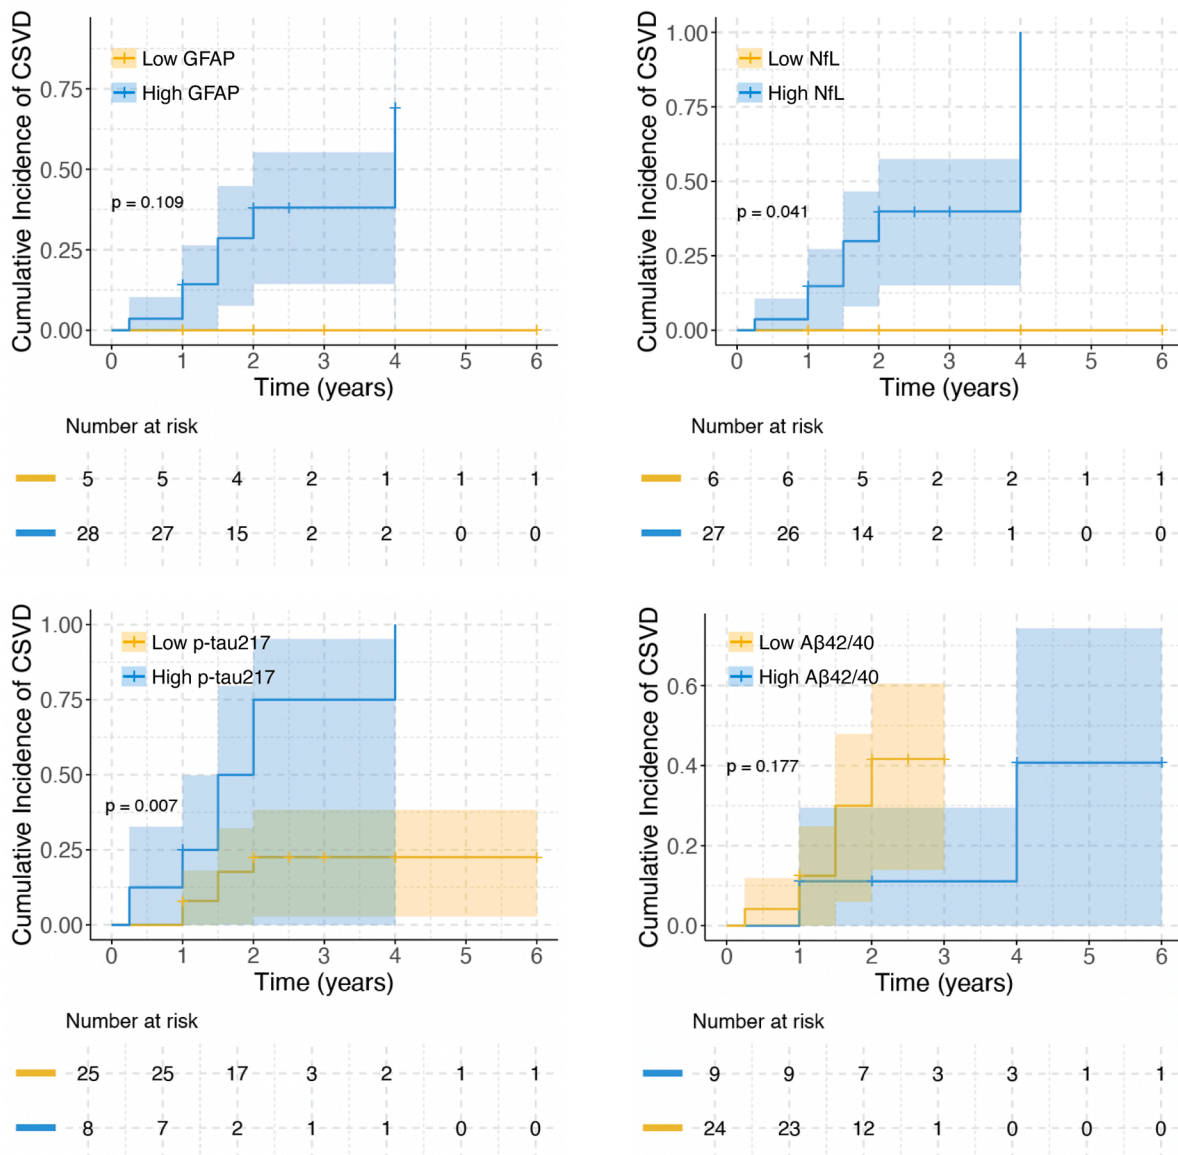 Cumulative Incidence of CSVD
Low GFAP
High GFAP
0.75
0.50
p = 0.109
0.25
0.00
0 1 2 3 4 5 6
Time (years)
Number at risk
5 5 4 2 1 1 1
28 27 15 2 2 0 0
Cumulative Incidence of CSVD
1.00
Low NfL
High NfL
0.75
0.50
p = 0.041
0.25
0.00
0 1 2 3 4 5 6
Time (years)
Number at risk
6 6 5 2 2 1 1
27 26 14 2 1 0 0
Cumulative Incidence of CSVD
1.00
Low p-tau217
High p-tau217
0.75
0.50
p = 0.007
0.25
0.00
0 1 2 3 4 5 6
Time (years)
Number at risk
25 25 17 3 2 1 1
8 7 2 1 1 0 0
Cumulative Incidence of CSVD
Low Aβ42/40
High Aβ42/40
0.6
0.4
p = 0.177
0.2
0.0
0 1 2 3 4 5 6
Time (years)
Number at risk
9 9 7 3 3 1 1
24 23 12 1 0 0 0